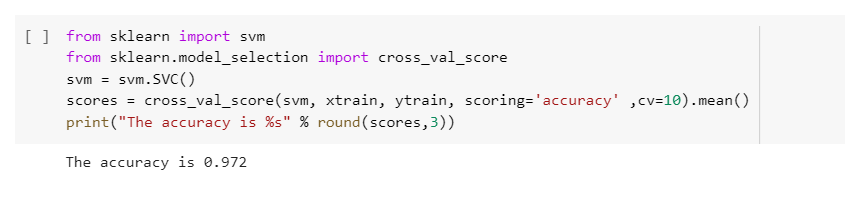 [ ] from sklearn import svm
from sklearn.model_selection import cross_val_score
svm = svm.SVC()
scores = cross_val_score(svm, xtrain, ytrain, scoring='accuracy' ,cv=10).mean()
print("The accuracy is %s" % round(scores,3))
The accuracy is 0.972